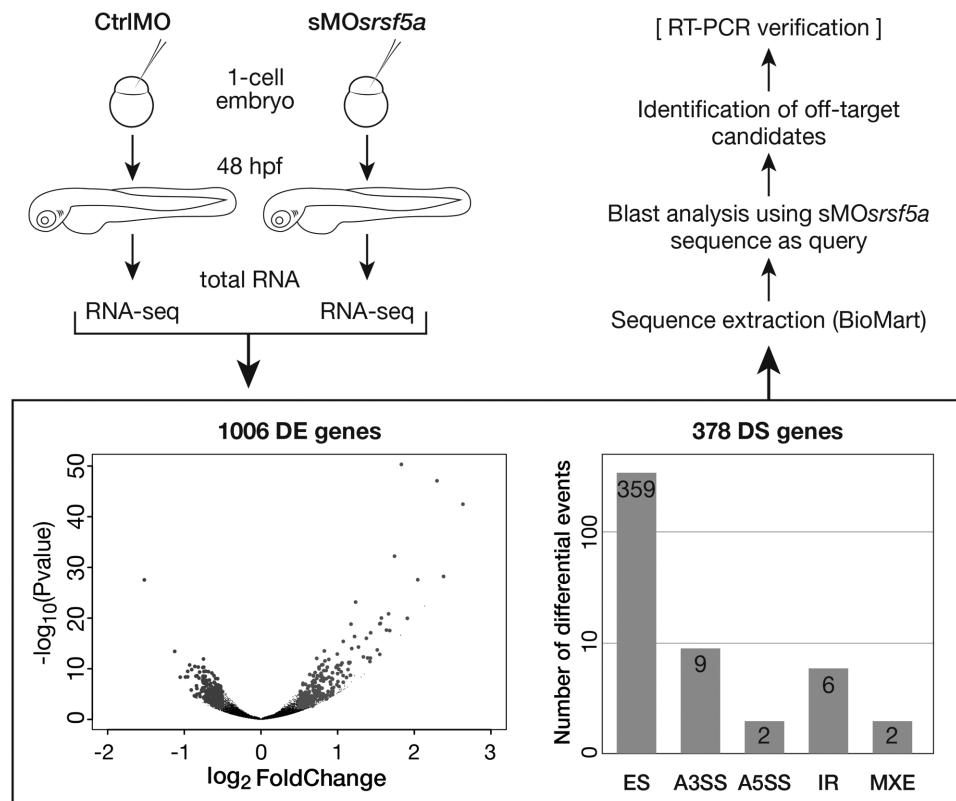 CtrlMO
sMOsrsf5a
1-cell
embryo
48 hpf
total RNA
RNA-seq
RNA-seq
[ RT-PCR verification ]
Identification of off-target
candidates
Blast analysis using sMOsrsf5a
sequence as query
Sequence extraction (BioMart)
1006 DE genes
-log10(Pvalue)
50
40
30
20
10
0
-2
-1
0
1
2
3
log2 FoldChange
378 DS genes
Number of differential events
100
10
0
359
9
2
6
2
ES
A3SS
A5SS
IR
MXE